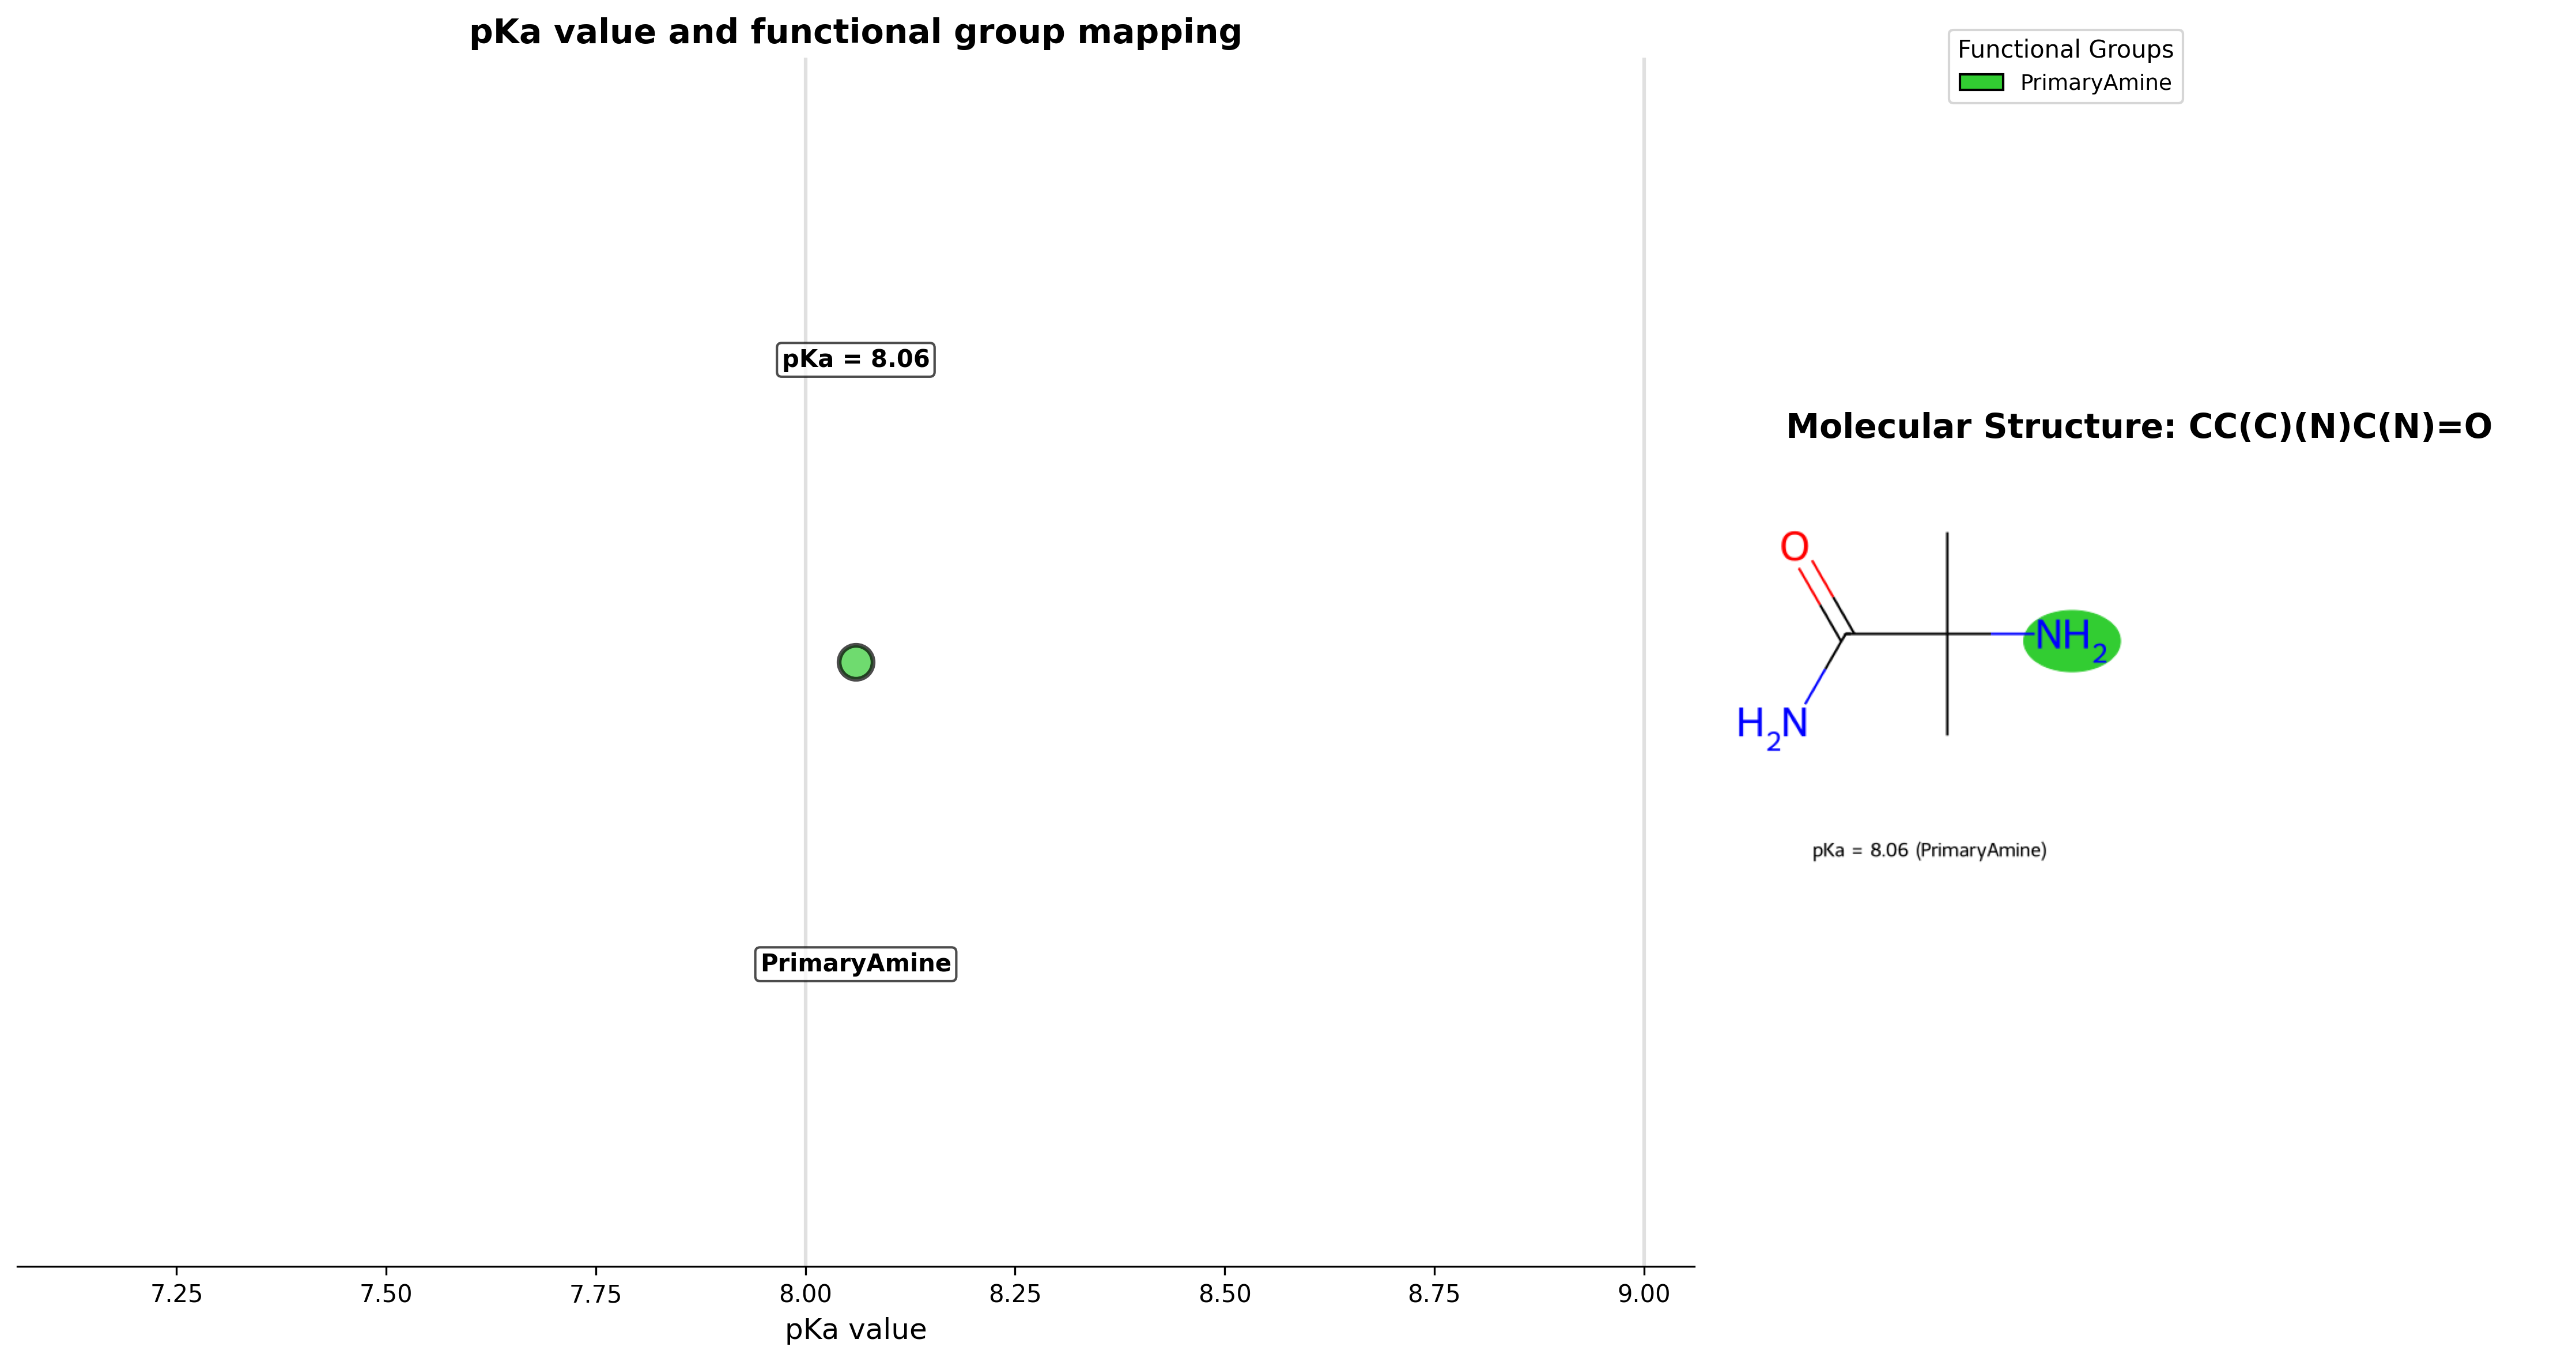 pKa value and functional group mapping
pKa = 8.06
PrimaryAmine
7.25 7.50 7.75 8.00 8.25 8.50 8.75 9.00
pKa value
Functional Groups
PrimaryAmine
Molecular Structure: CC(C)(N)C(N)=O
O
NH2
H2N
pKa = 8.06 (PrimaryAmine)